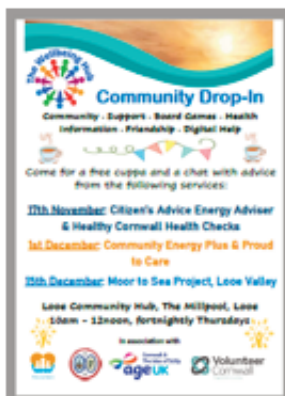 The Wellbeing Hub
Community Drop-In
Community . Support . Board Games . Health
Information . Friendship . Digital Help
Come for a free cuppa and a chat with advice
from the following services:
17th November: Citizen's Advice Energy Adviser
& Healthy Cornwall Health Checks
1st December: Community Energy Plus & Proud
to Care
15th December: Moor to Sea Project, Looe Valley
Looe Community Hub, The Millpool, Looe
10am - 12noon, fortnightly Thursdays
In association with
age UK
Volunteer
Cornwall